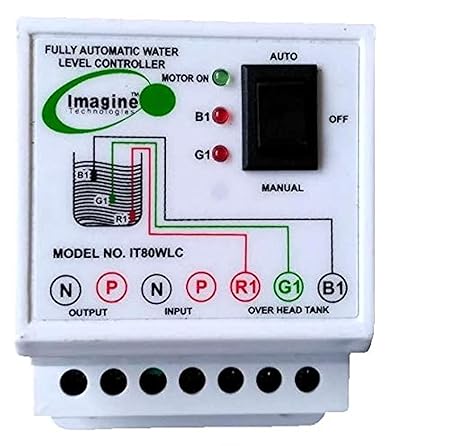 FULLY AUTOMATIC WATER
LEVEL CONTROLLER
Imagine™
Technologies
MOTOR ON
B1
G1
AUTO
OFF
MANUAL
B1
G1
R1
MODEL NO. IT80WLC
N P N P R1 G1 B1
OUTPUT INPUT OVER HEAD TANK